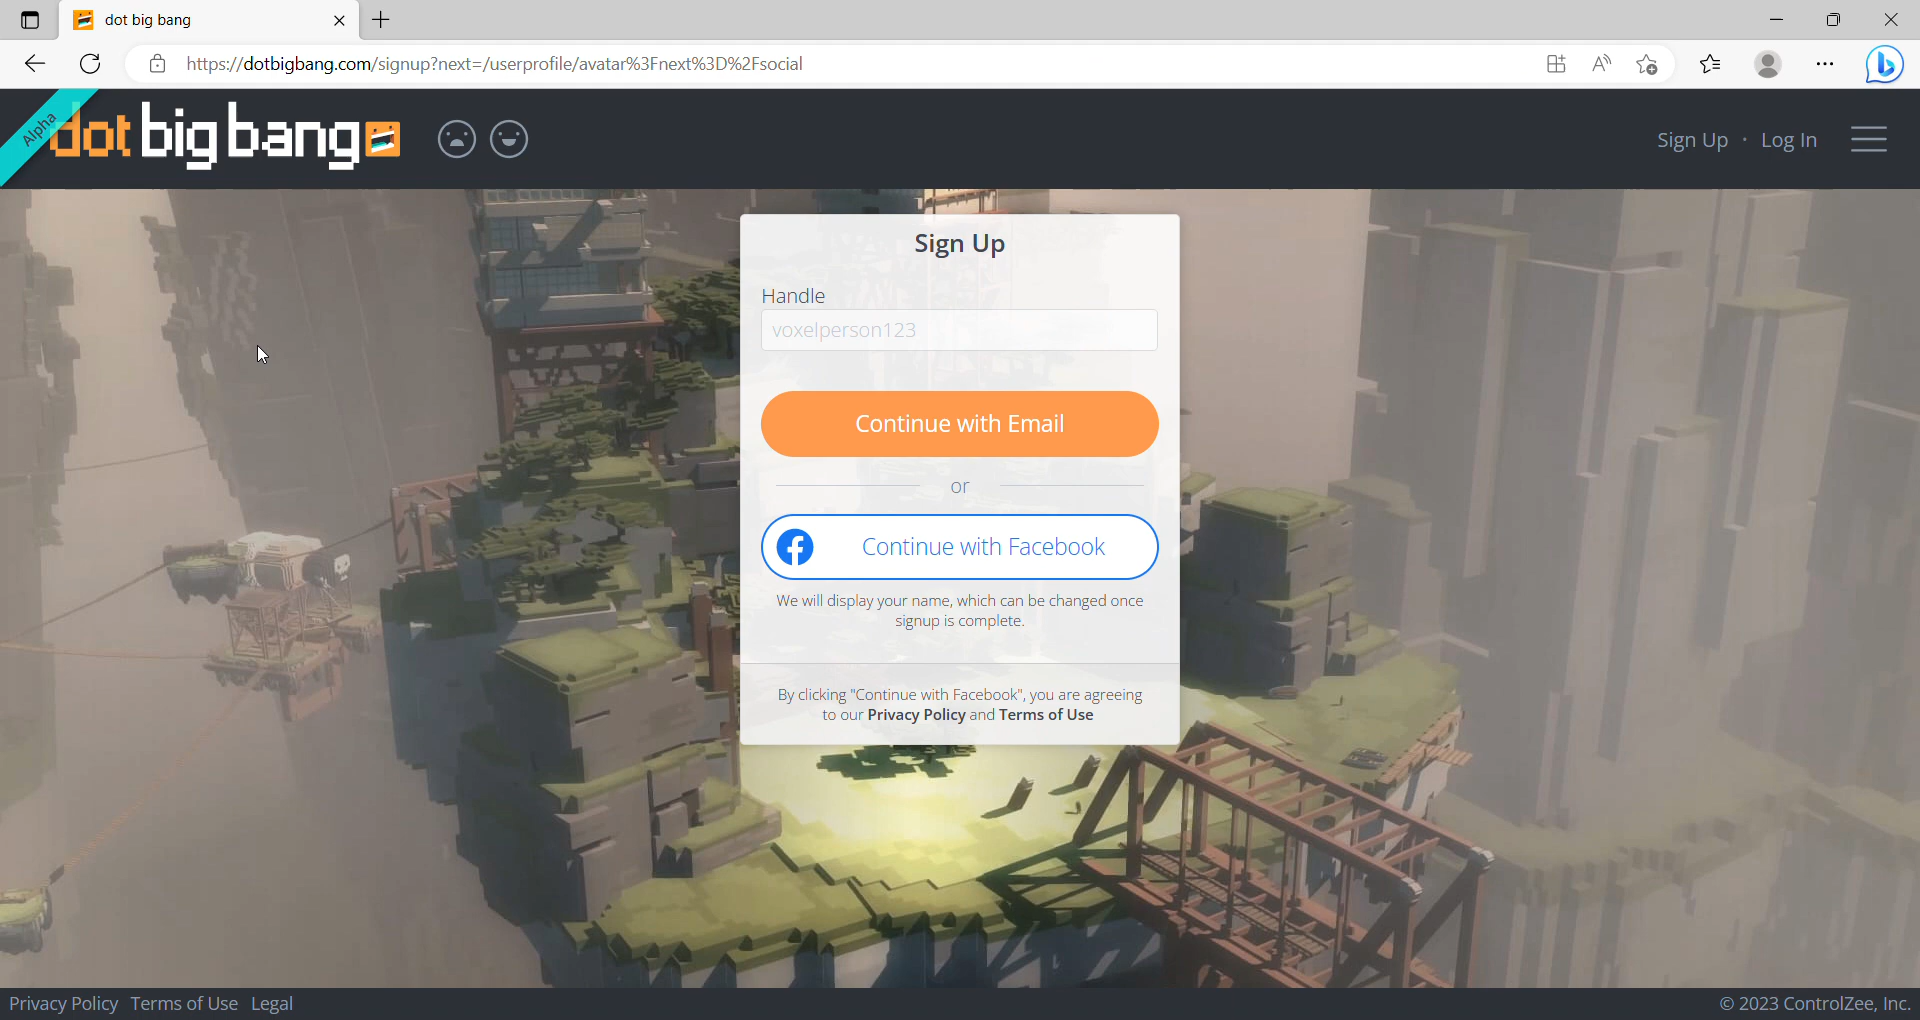 dot big bang
https://dotbigbang.com/signup?next=/userprofile/avatar%3Fnext%3D%2Fsocial
Alpha
dot big bang
Sign Up · Log In
Sign Up
Handle
voxelperson123
Continue with Email
or
Continue with Facebook
We will display your name, which can be changed once
signup is complete.
By clicking "Continue with Facebook", you are agreeing
to our Privacy Policy and Terms of Use
Privacy Policy Terms of Use Legal
© 2023 ControlZee, Inc.